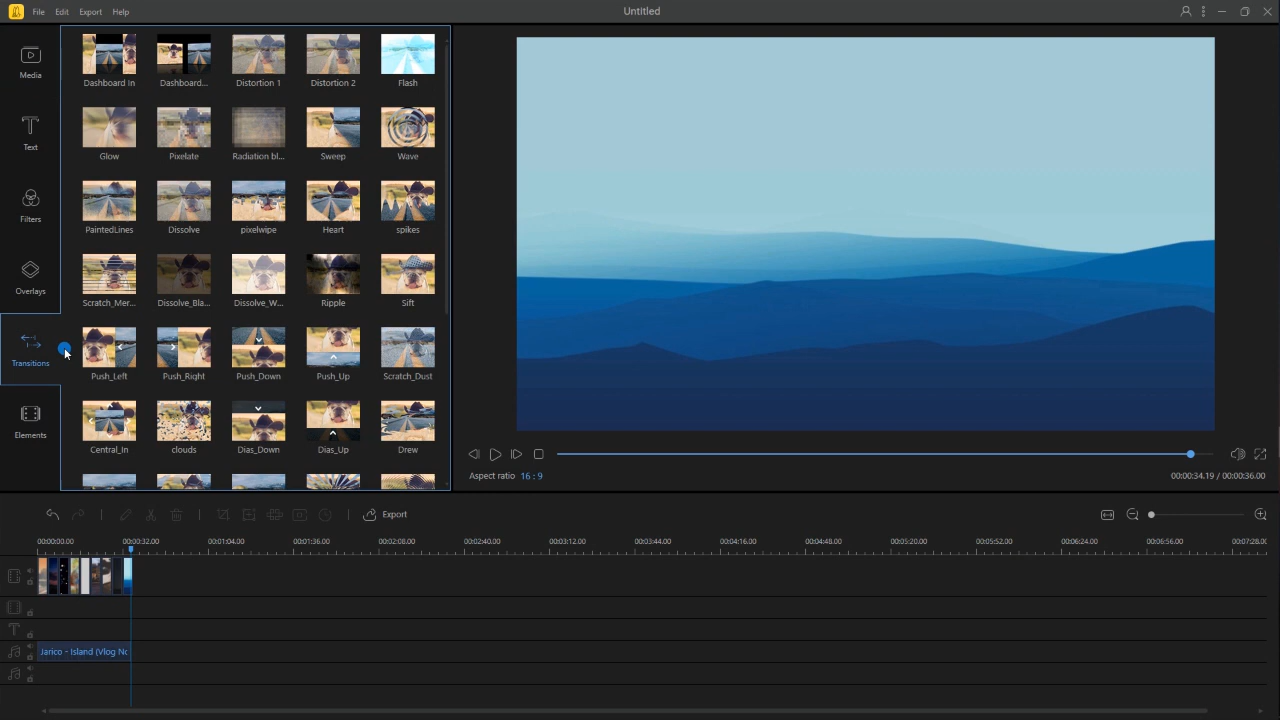 File Edit Export Help
Untitled
Media
Text
Filters
Overlays
Transitions
Elements
Dashboard In Dashboard... Distortion 1 Distortion 2 Flash
Glow Pixelate Radiation bl... Sweep Wave
PaintedLines Dissolve pixelwipe Heart spikes
Scratch_Mer... Dissolve_Bla... Dissolve_W... Ripple Sift
Push_Left Push_Right Push_Down Push_Up Scratch_Dust
Central_In clouds Dias_Down Dias_Up Drew
Aspect ratio 16 : 9
00:00:34.19 / 00:00:36.00
Export
00:00:00.00 00:00:32.00 00:01:04.00 00:01:36.00 00:02:08.00 00:02:40.00 00:03:12.00 00:03:44.00 00:04:16.00 00:04:48.00 00:05:20.00 00:05:52.00 00:06:24.00 00:06:56.00 00:07:28.0
Jarico - Island (Vlog No